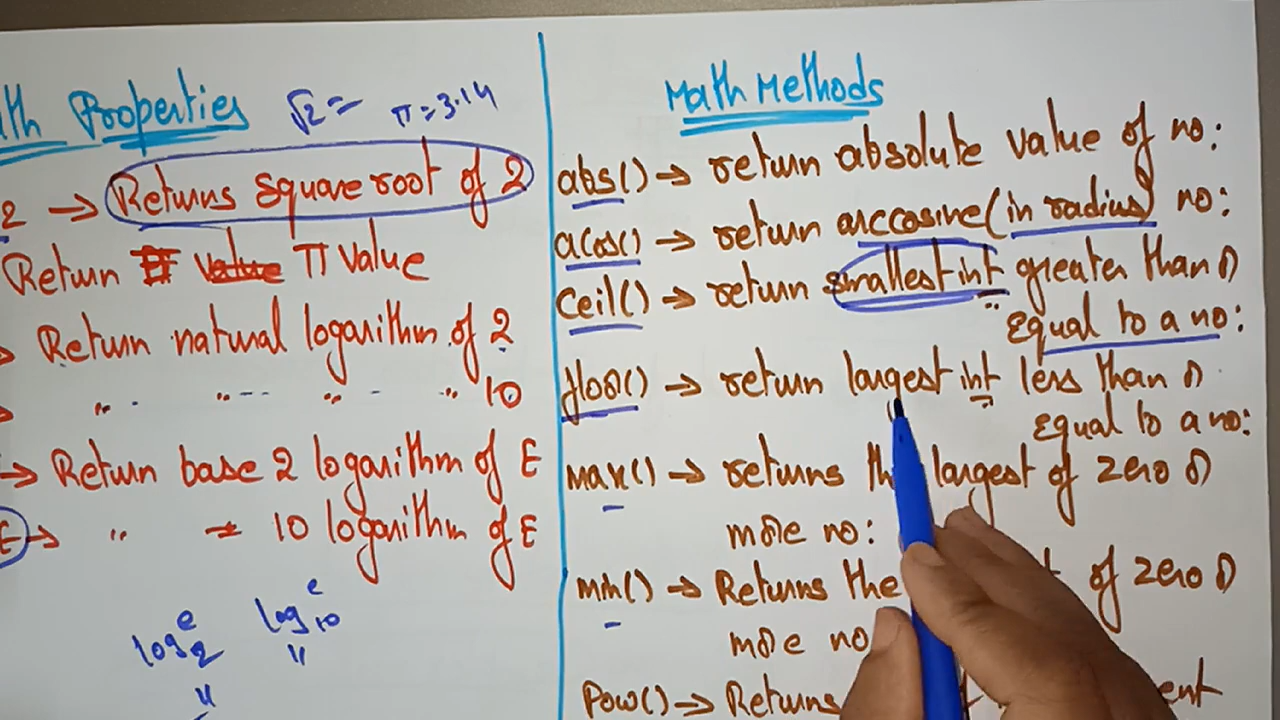 th Properties √2 = π = 3.14
2 → Returns square root of 2
Return value π value
Return natural logarithm of 2
" " " " 10
→ Return base 2 logarithm of E
E → " 10 logarithm of E
log2e log10e
" "
Math Methods
abs() → return absolute value of no:
acos() → return arccosine (in radius) no:
ceil() → return smallest int greater than or
Equal to a no:
floor() → return largest int less than or
Equal to a no:
max() → returns the largest of zero or
more no:
min() → Returns the of zero or
more no
Pow() → Returns